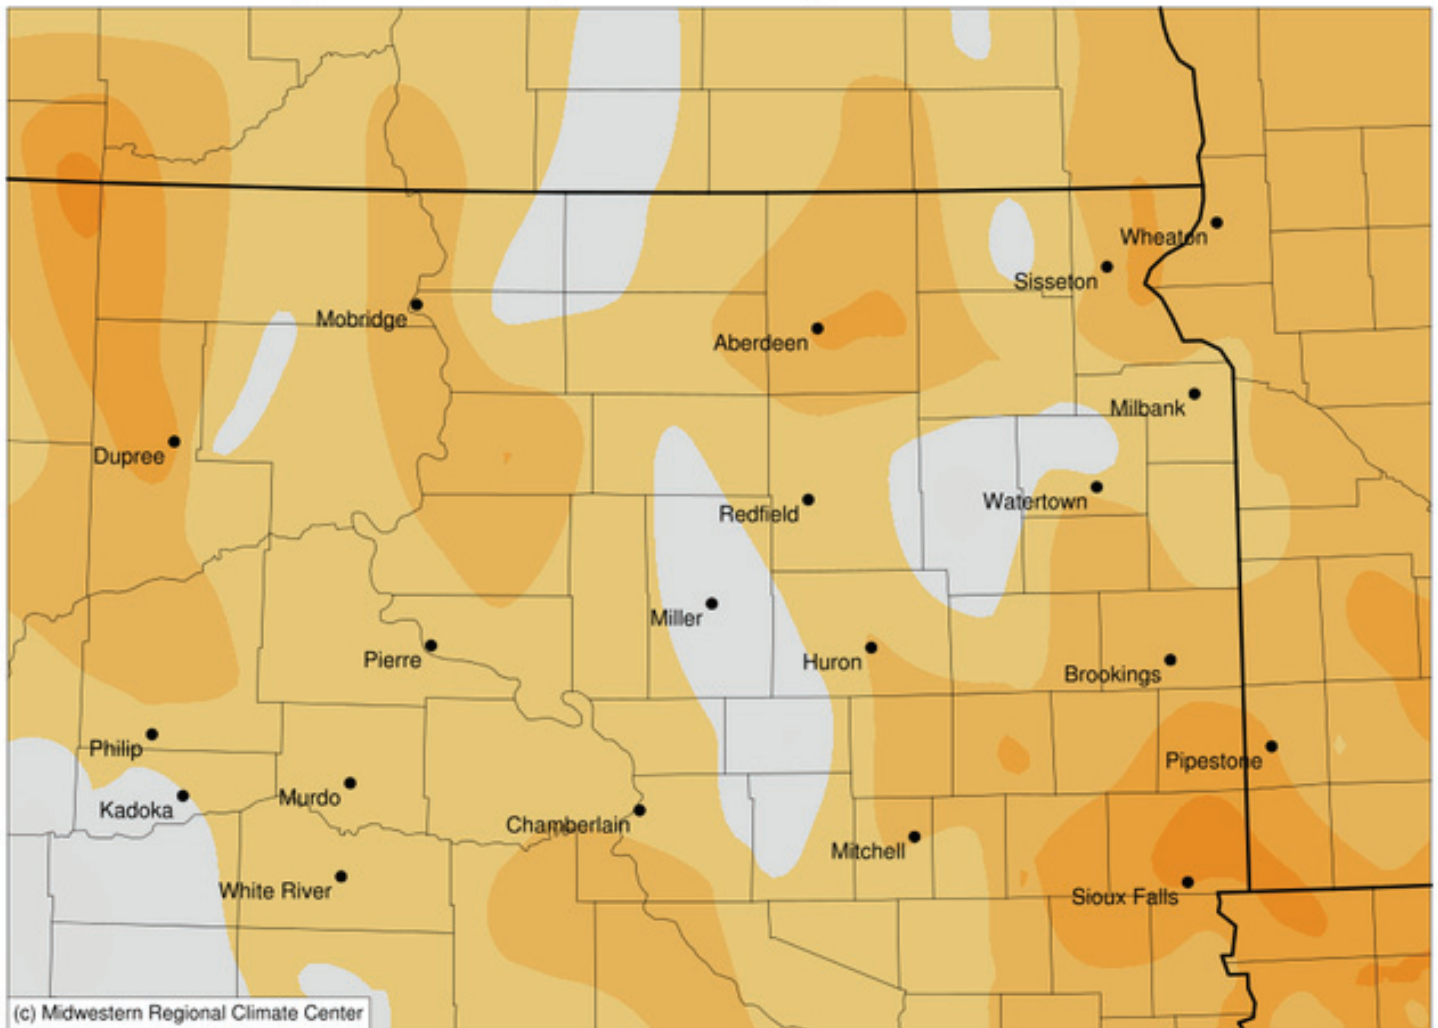 Wheaton
Sisseton
Mobridge
Aberdeen
Milbank
Dupree
Watertown
Redfield
Miller
Pierre
Huron
Brookings
Philip
Pipestone
Kadoka
Murdo
Chamberlain
Mitchell
White River
Sioux Falls
(c) Midwestern Regional Climate Center